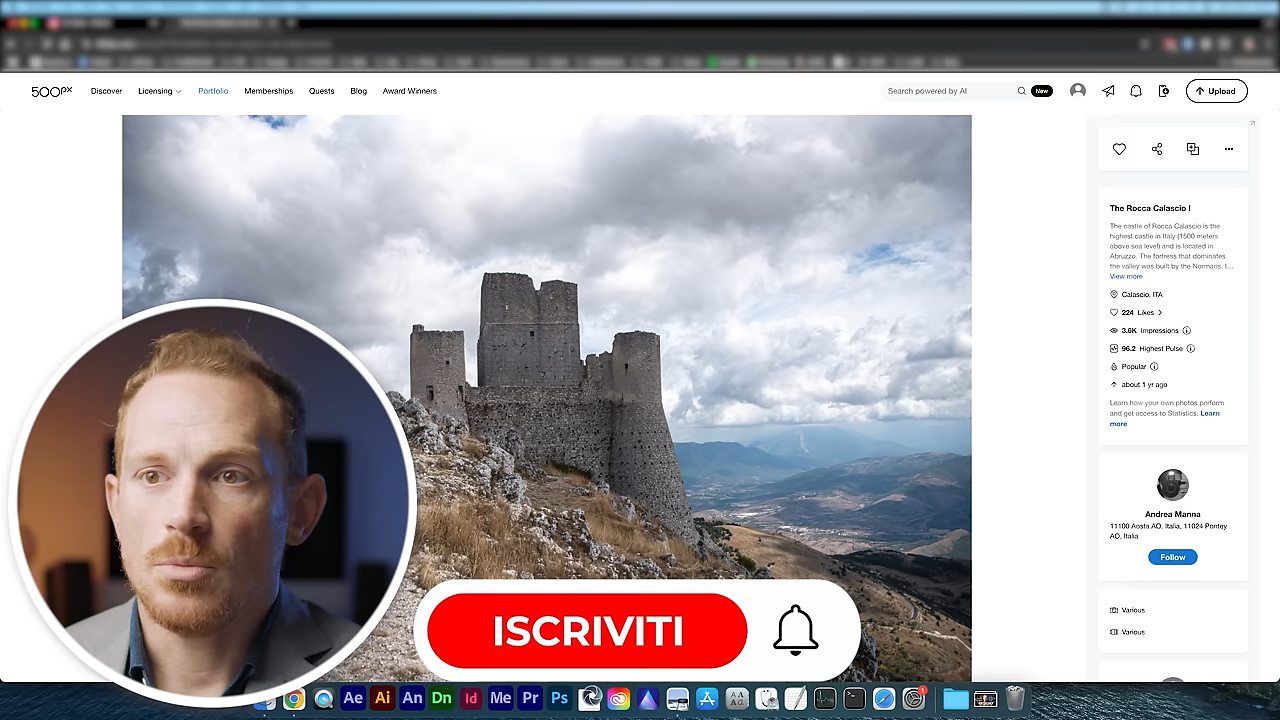 500px Discover Licensing Portfolio Memberships Quests Blog Award Winners Search powered by AI New Upload
The Rocca Calascio I
The castle of Rocca Calascio is the
highest castle in Italy (1500 meters
above sea level) and is located in
Abruzzo. The fortress that dominates
the valley was built by the Normans, I...
View more
Calascio, ITA
224 Likes
3.6K Impressions
96.2 Highest Pulse
Popular
about 1 yr ago
Learn how your own photos perform
and get access to Statistics. Learn
more
Andrea Manna
11100 Aosta AO, Italia, 11024 Pontey
AO, Italia
Follow
Various
Various
ISCRIVITI
Ae Ai An Dn Id Me Pr Ps 1